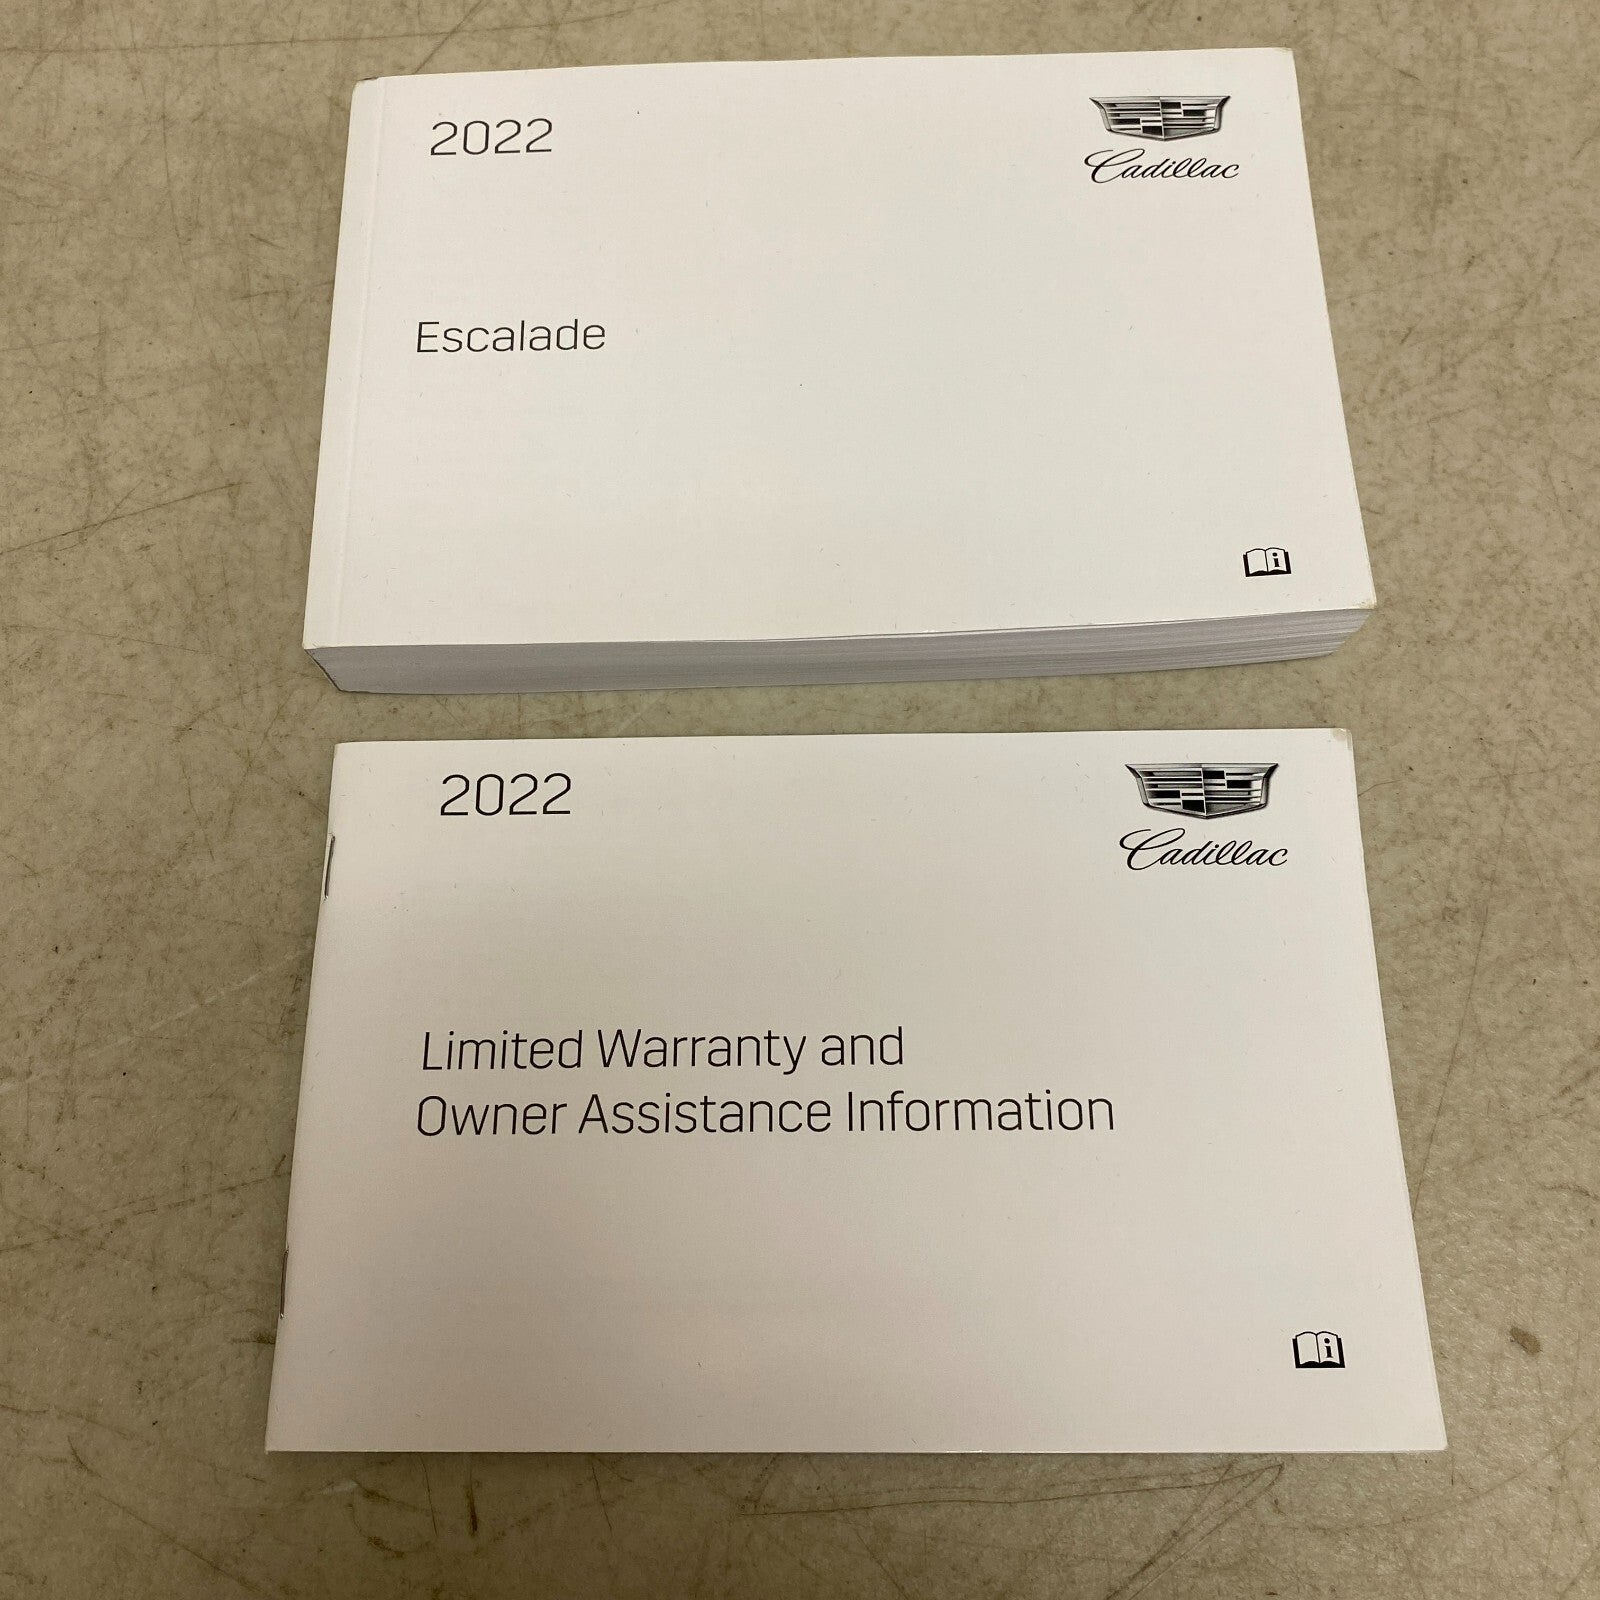 2022
Cadillac
Escalade
i
2022
Cadillac
Limited Warranty and
Owner Assistance Information
i